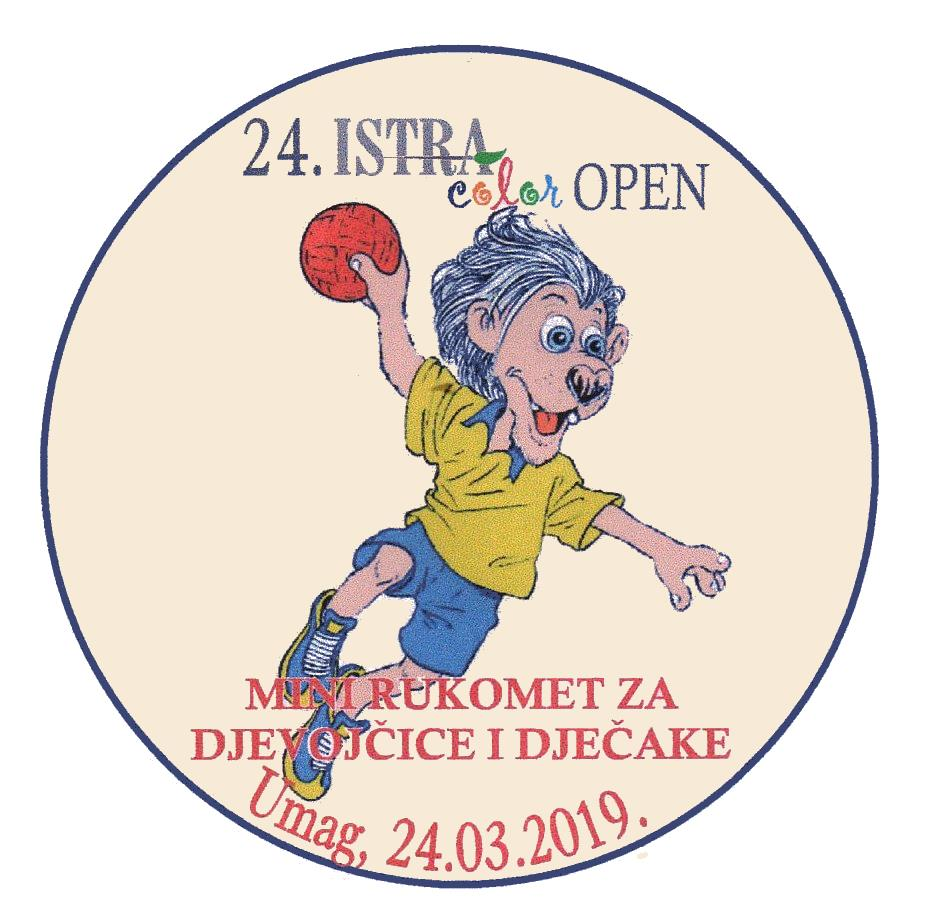 24. ISTRA
color OPEN
MINI RUKOMET ZA
DJEVOJČICE I DJEČAKE
Umag, 24.03.2019.